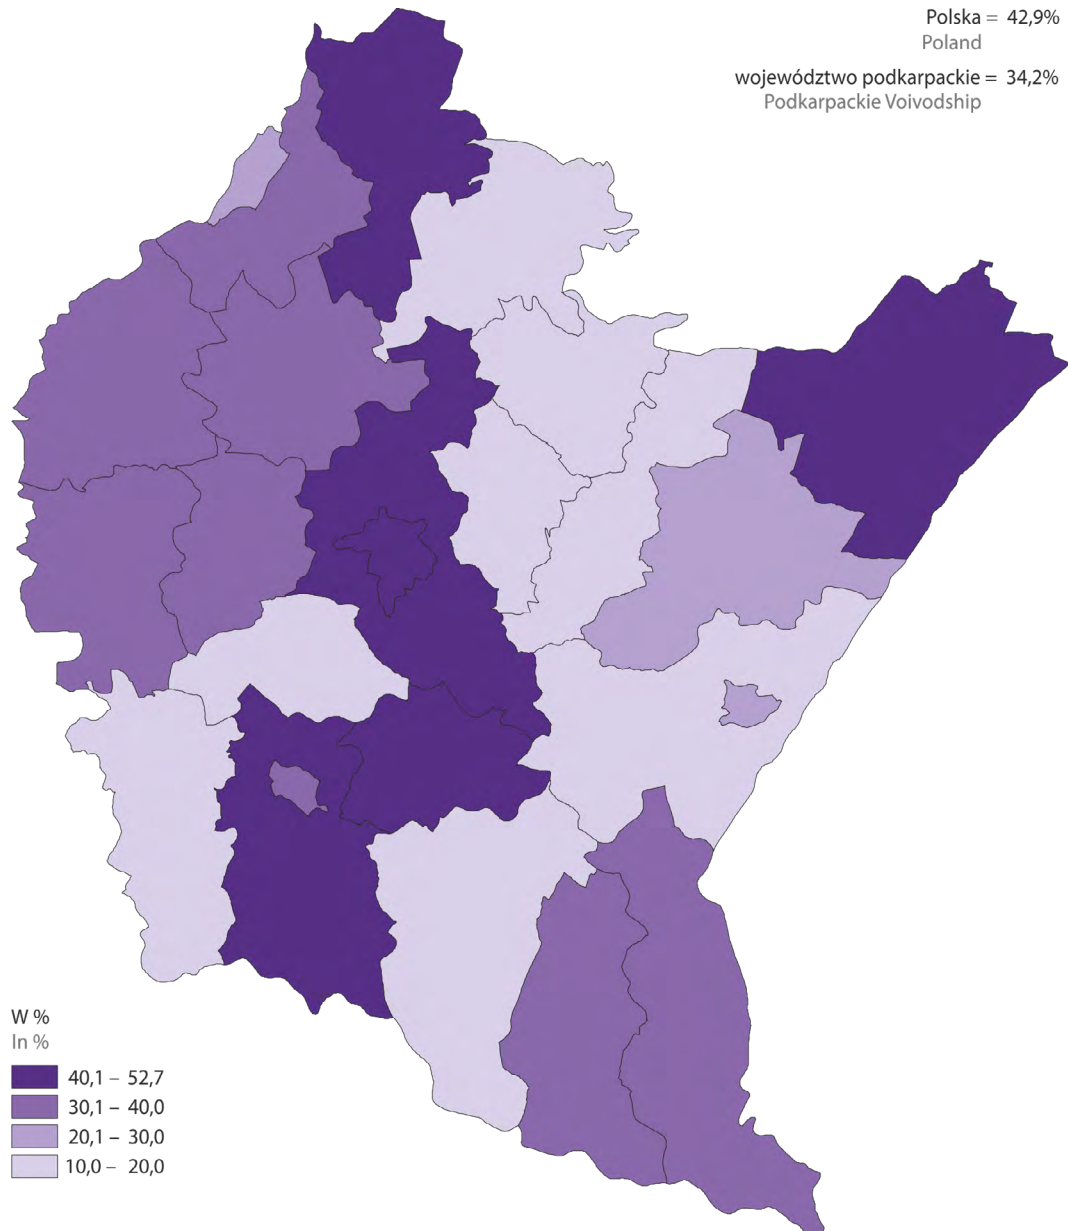 Polska = 42,9%
Poland
województwo podkarpackie = 34,2%
Podkarpackie Voivodship
W %
In %
40,1 – 52,7
30,1 – 40,0
20,1 – 30,0
10,0 – 20,0